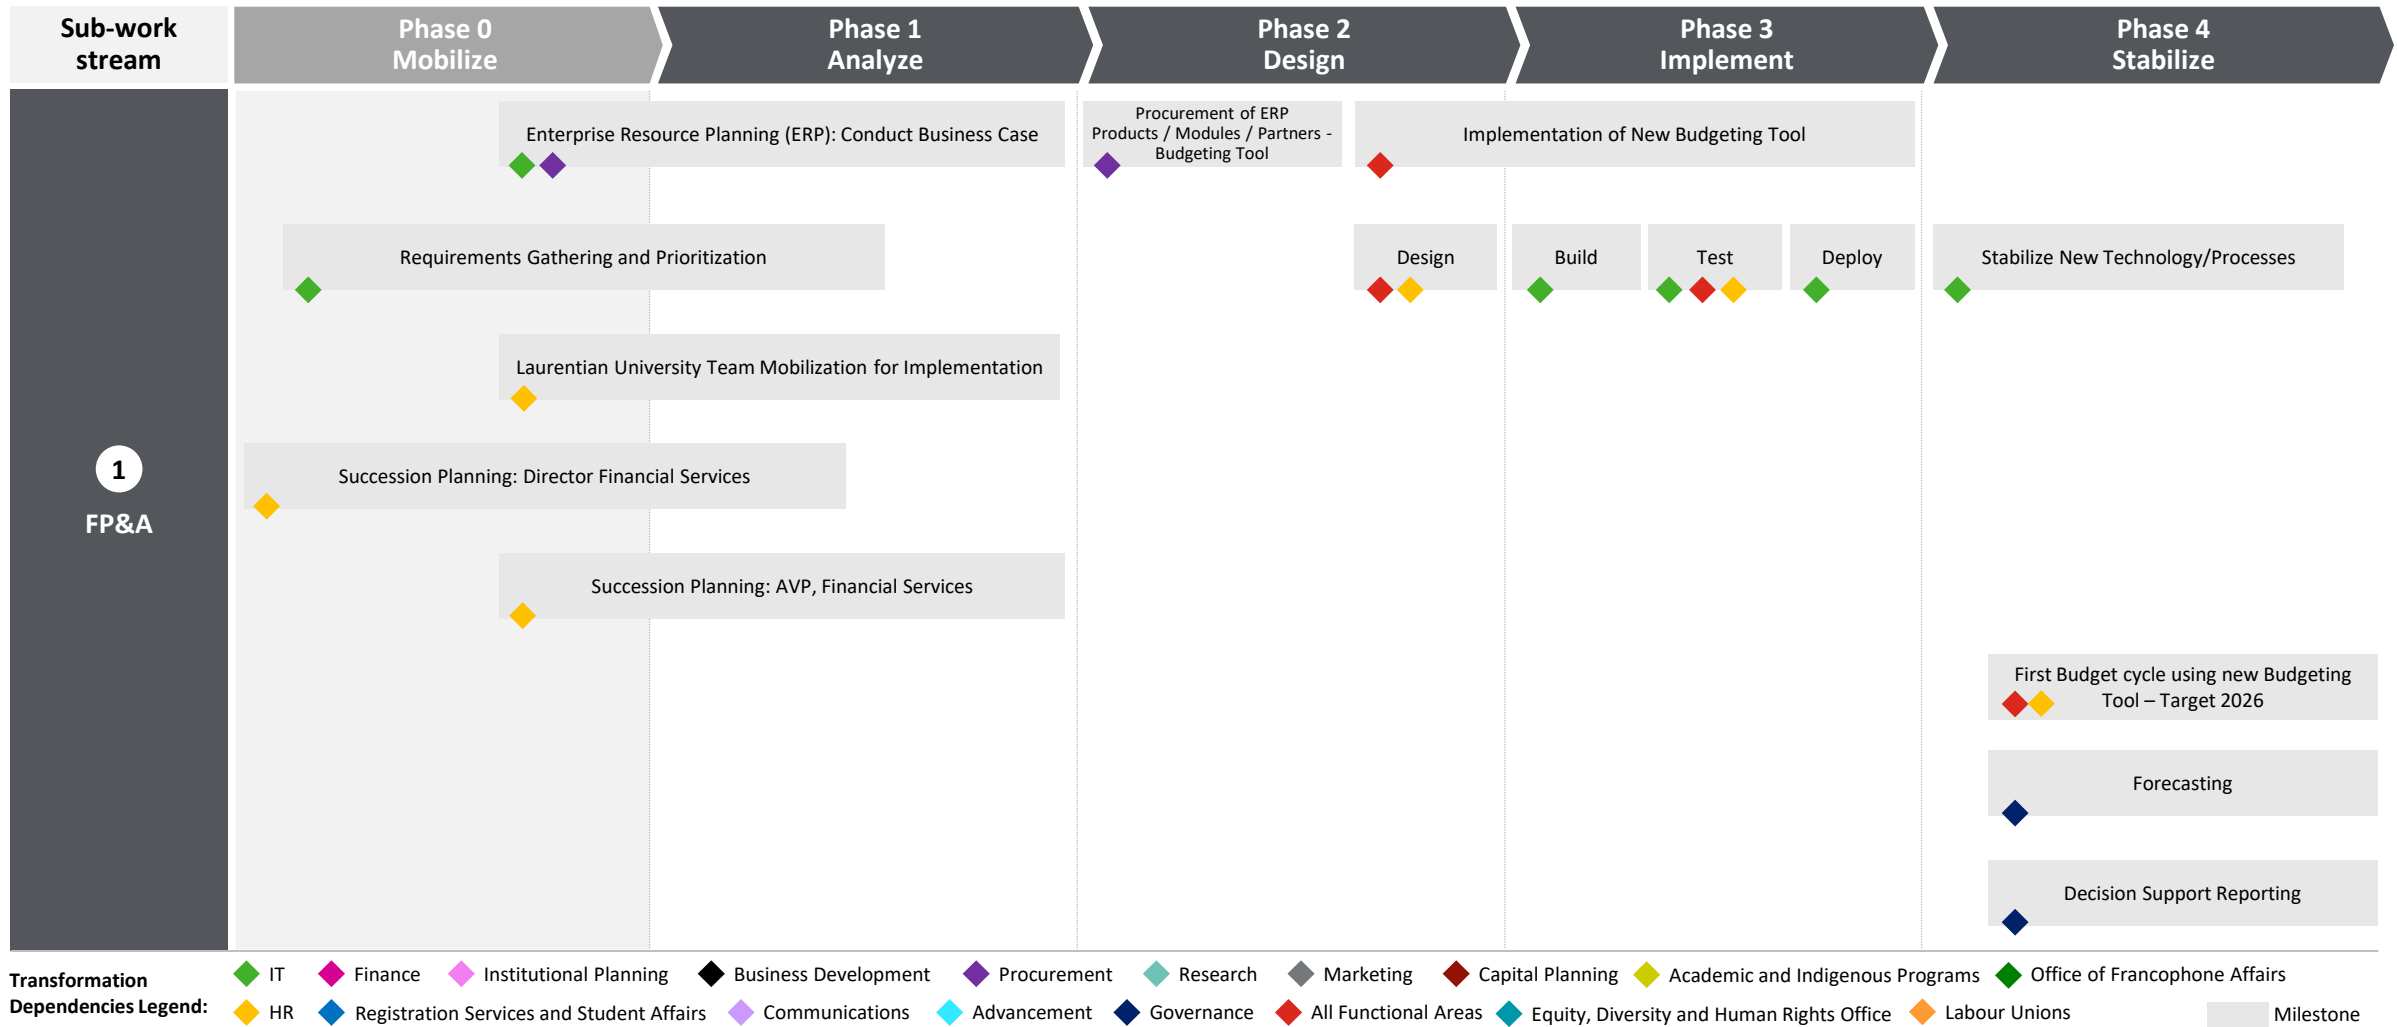 Sub-work
stream
Phase 0
Mobilize
Phase 1
Analyze
Phase 2
Design
Phase 3
Implement
Phase 4
Stabilize
1
FP&A
Enterprise Resource Planning (ERP): Conduct Business Case
Procurement of ERP
Products / Modules / Partners -
Budgeting Tool
Implementation of New Budgeting Tool
Requirements Gathering and Prioritization
Design
Build
Test
Deploy
Stabilize New Technology/Processes
Laurentian University Team Mobilization for Implementation
Succession Planning: Director Financial Services
Succession Planning: AVP, Financial Services
First Budget cycle using new Budgeting
Tool – Target 2026
Forecasting
Decision Support Reporting
Transformation
Dependencies Legend:
IT
Finance
Institutional Planning
Business Development
Procurement
Research
Marketing
Capital Planning
Academic and Indigenous Programs
Office of Francophone Affairs
HR
Registration Services and Student Affairs
Communications
Advancement
Governance
All Functional Areas
Equity, Diversity and Human Rights Office
Labour Unions
Milestone